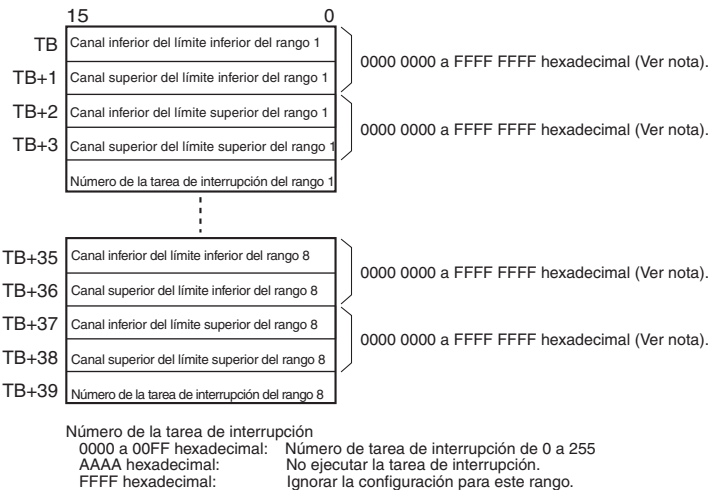 15 0
TB Canal inferior del límite inferior del rango 1
0000 0000 a FFFF FFFF hexadecimal (Ver nota).
TB+1 Canal superior del límite inferior del rango 1
TB+2 Canal inferior del límite superior del rango 1
0000 0000 a FFFF FFFF hexadecimal (Ver nota).
TB+3 Canal superior del límite superior del rango 1
Número de la tarea de interrupción del rango 1
TB+35 Canal inferior del límite inferior del rango 8
0000 0000 a FFFF FFFF hexadecimal (Ver nota).
TB+36 Canal superior del límite inferior del rango 8
TB+37 Canal inferior del límite superior del rango 8
0000 0000 a FFFF FFFF hexadecimal (Ver nota).
TB+38 Canal superior del límite superior del rango 8
TB+39 Número de la tarea de interrupción del rango 8
Número de la tarea de interrupción
0000 a 00FF hexadecimal: Número de tarea de interrupción de 0 a 255
AAAA hexadecimal: No ejecutar la tarea de interrupción.
FFFF hexadecimal: Ignorar la configuración para este rango.